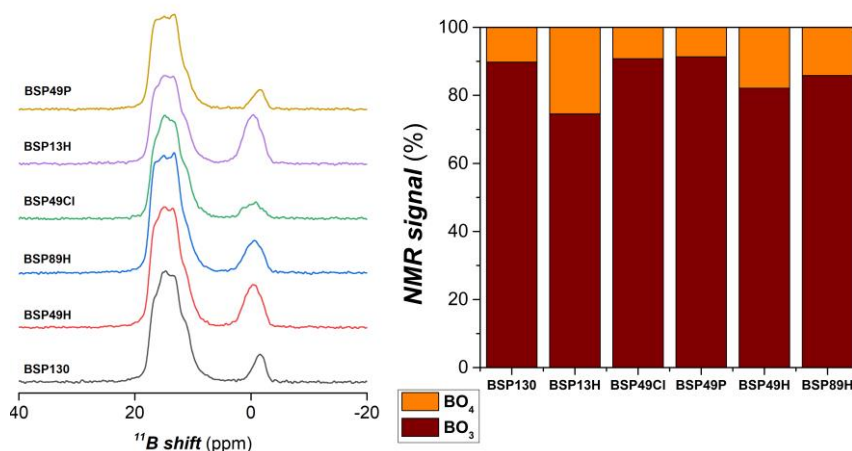 BSP49P
BSP13H
BSP49Cl
BSP89H
BSP49H
BSP130
40 20 0 -20
¹¹B shift (ppm)
NMR signal (%)
100
80
60
40
20
0
BSP130 BSP13H BSP49Cl BSP49P BSP49H BSP89H
BO₄
BO₃